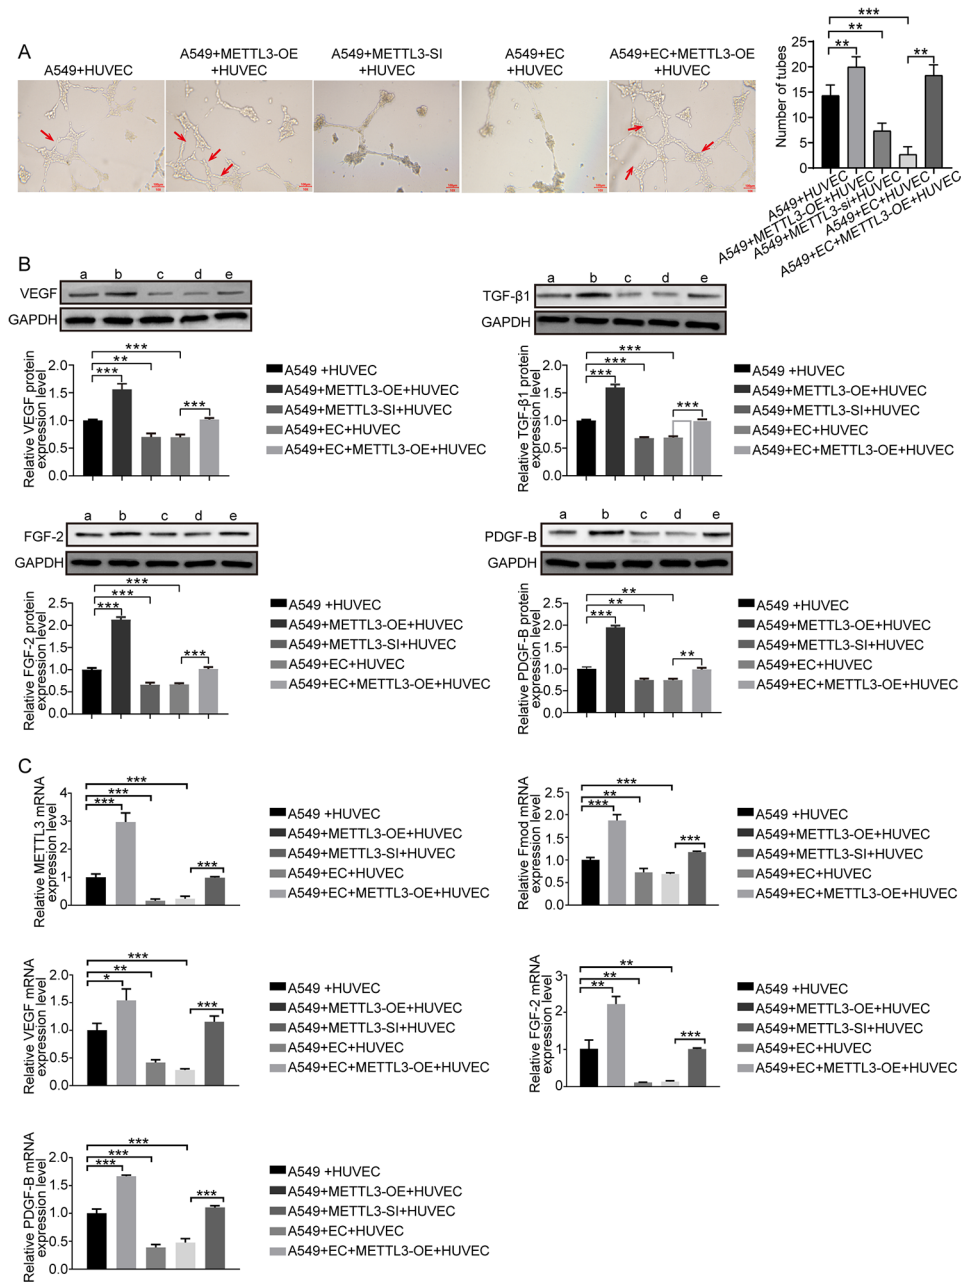 A
A549+HUVEC
A549+METTL3-OE
+HUVEC
A549+METTL3-SI
+HUVEC
A549+EC
+HUVEC
A549+EC+METTL3-OE
+HUVEC
Number of tubes
25
20
15
10
5
0
***
**
**
**
A549+HUVEC
A549+METTL3-OE+HUVEC
A549+METTL3-si+HUVEC
A549+EC+HUVEC
A549+EC+METTL3-OE+HUVEC
B
a b c d e
VEGF
GAPDH
Relative VEGF protein
expression level
2.0
1.5
1.0
0.5
0.0
***
**
***
***
A549 +HUVEC
A549+METTL3-OE+HUVEC
A549+METTL3-SI+HUVEC
A549+EC+HUVEC
A549+EC+METTL3-OE+HUVEC
a b c d e
TGF-β1
GAPDH
Relative TGF-β1 protein
expression level
2.0
1.5
1.0
0.5
0.0
***
***
***
***
A549 +HUVEC
A549+METTL3-OE+HUVEC
A549+METTL3-SI+HUVEC
A549+EC+HUVEC
A549+EC+METTL3-OE+HUVEC
a b c d e
FGF-2
GAPDH
Relative FGF-2 protein
expression level
2.5
2.0
1.5
1.0
0.5
0.0
***
***
***
***
A549 +HUVEC
A549+METTL3-OE+HUVEC
A549+METTL3-SI+HUVEC
A549+EC+HUVEC
A549+EC+METTL3-OE+HUVEC
a b c d e
PDGF-B
GAPDH
Relative PDGF-B protein
expression level
2.5
2.0
1.5
1.0
0.5
0.0
**
**
***
**
A549 +HUVEC
A549+METTL3-OE+HUVEC
A549+METTL3-SI+HUVEC
A549+EC+HUVEC
A549+EC+METTL3-OE+HUVEC
C
Relative METTL3 mRNA
expression level
4
3
2
1
0
***
***
***
***
A549 +HUVEC
A549+METTL3-OE+HUVEC
A549+METTL3-SI+HUVEC
A549+EC+HUVEC
A549+EC+METTL3-OE+HUVEC
Relative Fmod mRNA
expression level
2.5
2.0
1.5
1.0
0.5
0.0
***
**
***
***
A549 +HUVEC
A549+METTL3-OE+HUVEC
A549+METTL3-SI+HUVEC
A549+EC+HUVEC
A549+EC+METTL3-OE+HUVEC
Relative VEGF mRNA
expression level
2.0
1.5
1.0
0.5
0.0
***
**
*
***
A549 +HUVEC
A549+METTL3-OE+HUVEC
A549+METTL3-SI+HUVEC
A549+EC+HUVEC
A549+EC+METTL3-OE+HUVEC
Relative FGF-2 mRNA
expression level
3
2
1
0
**
**
**
***
A549 +HUVEC
A549+METTL3-OE+HUVEC
A549+METTL3-SI+HUVEC
A549+EC+HUVEC
A549+EC+METTL3-OE+HUVEC
Relative PDGF-B mRNA
expression level
2.0
1.5
1.0
0.5
0.0
***
***
***
***
A549 +HUVEC
A549+METTL3-OE+HUVEC
A549+METTL3-SI+HUVEC
A549+EC+HUVEC
A549+EC+METTL3-OE+HUVEC